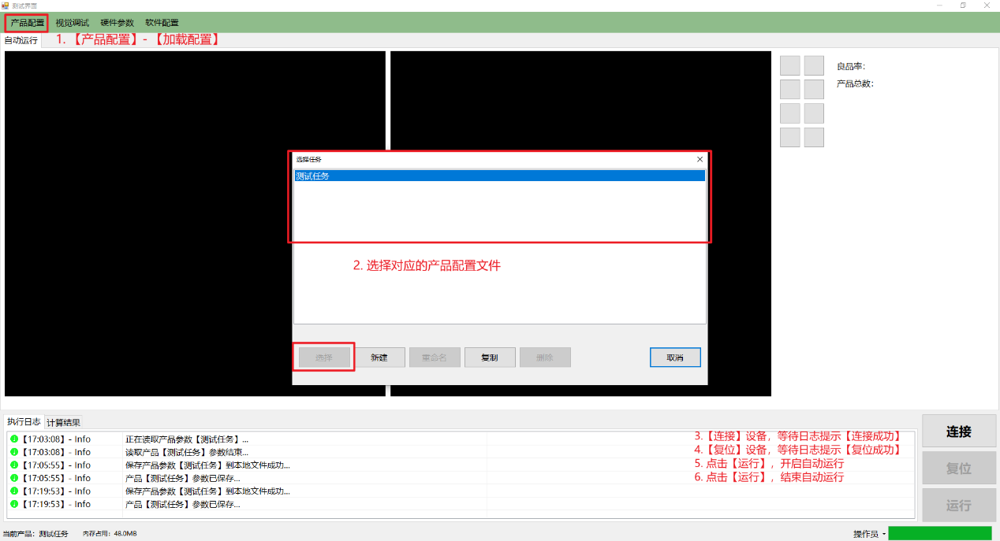 测试界面
产品配置 视觉调试 硬件参数 软件配置
自动运行
1. 【产品配】- 【加载配置】
良品率:
产品总数:
选择任务
测试任务
2. 选择对应的产品配置文件
选择 新建 重命名 复制 删除 取消
执行日志 计算结果
【17:03:08】- Info 正在读取产品参数【测试任务】...
【17:03:08】- Info 读取产品【测试任务】参数结束...
【17:05:55】- Info 保存产品参数【测试任务】到本地文件成功...
【17:05:55】- Info 产品【测试任务】参数已保存...
【17:19:53】- Info 保存产品参数【测试任务】到本地文件成功...
【17:19:53】- Info 产品【测试任务】参数已保存...
3.【连接】设备，等待日志提示【连接成功】
4.【复位】设备，等待日志提示【复位成功】
5. 点击【运行】，开启自动运行
6. 点击【运行】，结束自动运行
连接
复位
运行
当前产品: 测试任务 内存占用: 48.0MB 操作员